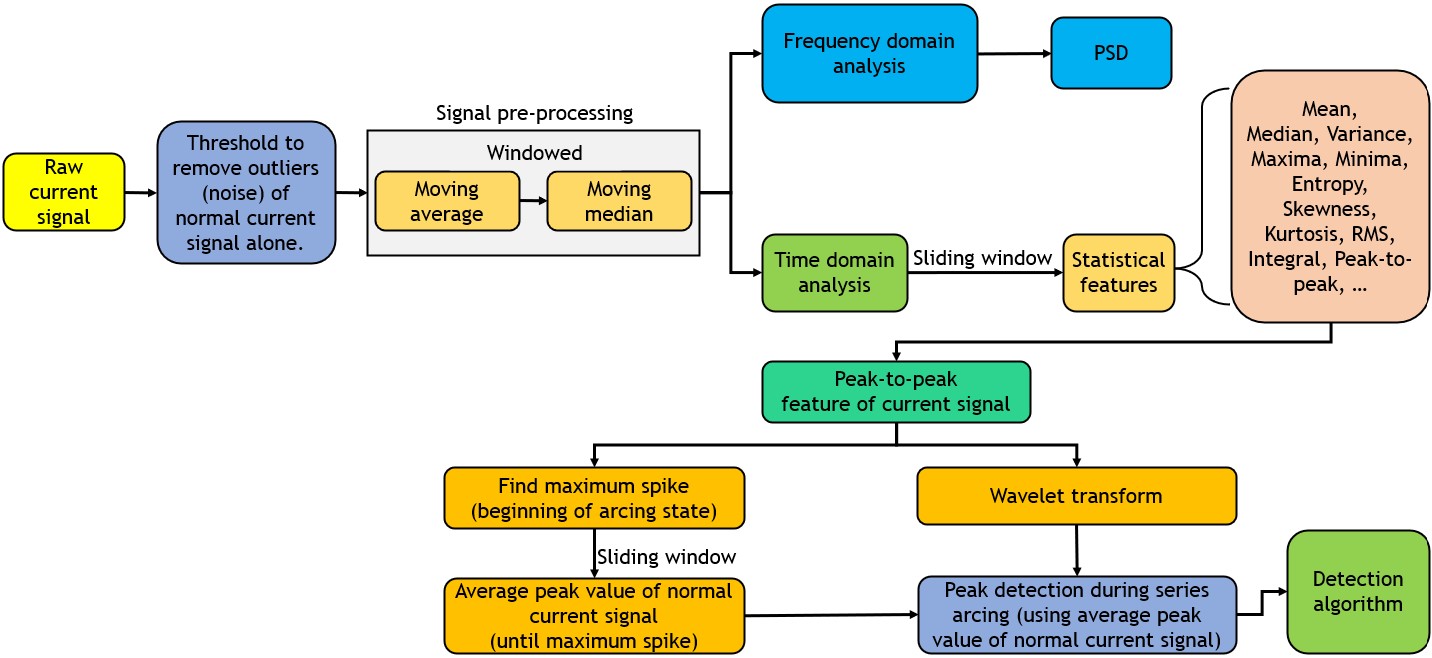 Raw
current
signal
Threshold to
remove outliers
(noise) of
normal current
signal alone.
Signal pre-processing
Windowed
Moving
average
Moving
median
Frequency domain
analysis
PSD
Time domain
analysis
Sliding window
Statistical
features
Mean,
Median, Variance,
Maxima, Minima,
Entropy,
Skewness,
Kurtosis, RMS,
Integral, Peak-to-
peak, ...
Peak-to-peak
feature of current signal
Find maximum spike
(beginning of arcing state)
Sliding window
Average peak value of normal
current signal
(until maximum spike)
Wavelet transform
Peak detection during series
arcing (using average peak
value of normal current signal)
Detection
algorithm